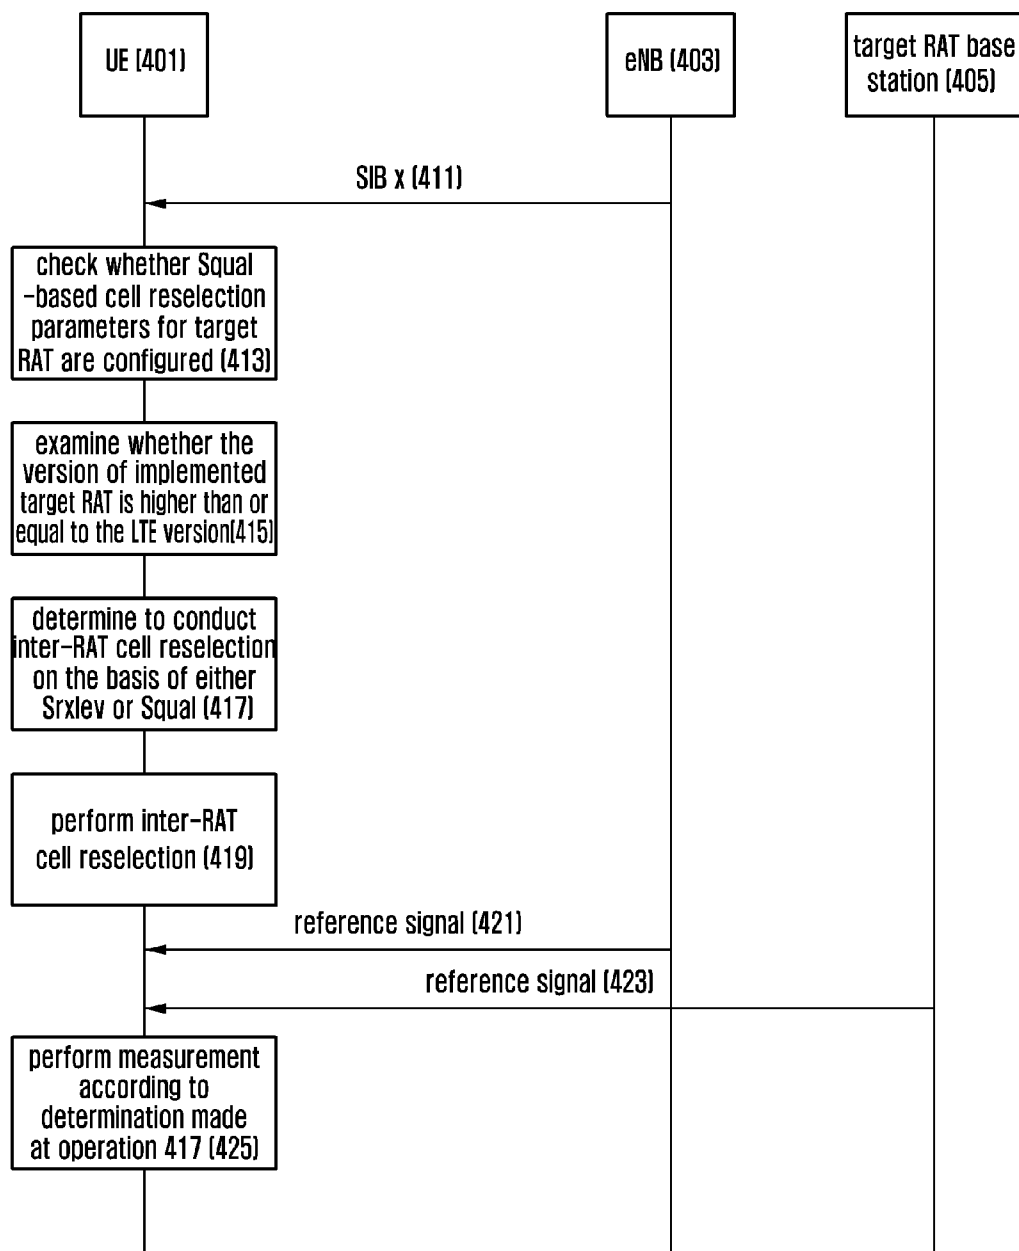 UE (401)
eNB (403)
target RAT base
station (405)
SIB x (411)
check whether Squal
-based cell reselection
parameters for target
RAT are configured (413)
examine whether the
version of implemented
target RAT is higher than or
equal to the LTE version(415)
determine to conduct
inter-RAT cell reselection
on the basis of either
Srxlev or Squal (417)
perform inter-RAT
cell reselection (419)
reference signal (421)
reference signal (423)
perform measurement
according to
determination made
at operation 417 (425)